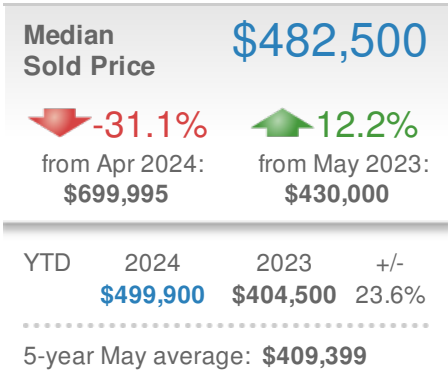 Median $482,500
Sold Price
-31.1% 12.2%
from Apr 2024: from May 2023:
$699,995 $430,000
YTD 2024 2023 +/-
$499,900 $404,500 23.6%
5-year May average: $409,399